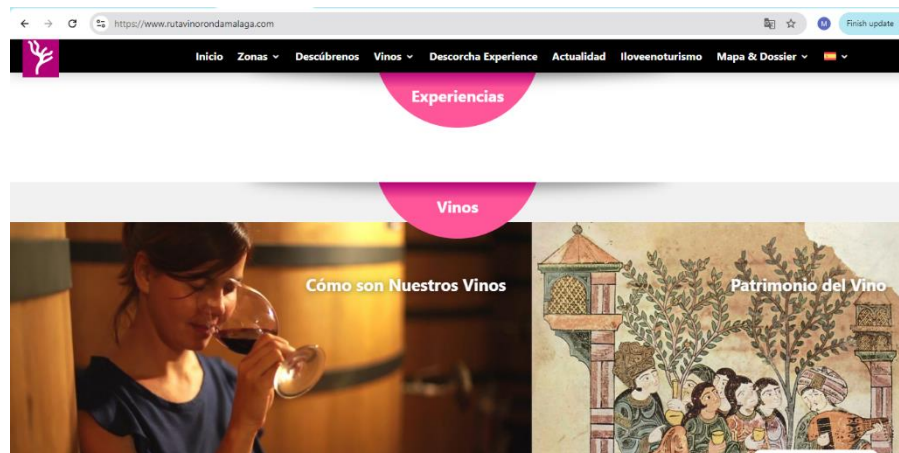 https://www.rutavinorondamalaga.com
M
Finish update
Inicio Zonas Descúbrenos Vinos Descorcha Experience Actualidad Iloveenoturismo Mapa & Dossier
Experiencias
Vinos
Cómo son Nuestros Vinos
Patrimonio del Vino